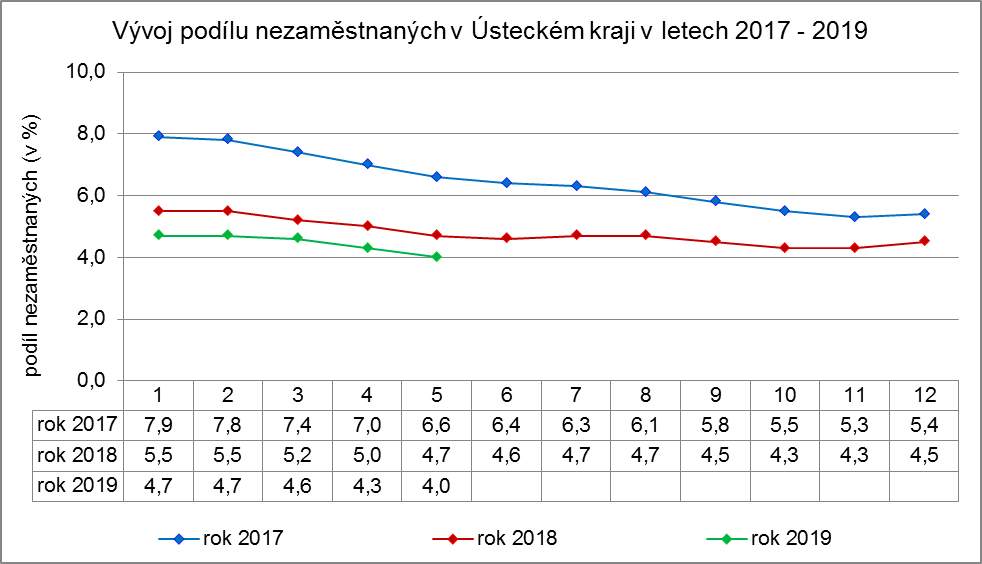 Vývoj podílu nezaměstnaných v Ústeckém kraji v letech 2017 - 2019
podíl nezaměstnaných (v %)
10,0
8,0
6,0
4,0
2,0
0,0
1 2 3 4 5 6 7 8 9 10 11 12
rok 2017 7,9 7,8 7,4 7,0 6,6 6,4 6,3 6,1 5,8 5,5 5,3 5,4
rok 2018 5,5 5,5 5,2 5,0 4,7 4,6 4,7 4,7 4,5 4,3 4,3 4,5
rok 2019 4,7 4,7 4,6 4,3 4,0
rok 2017 rok 2018 rok 2019